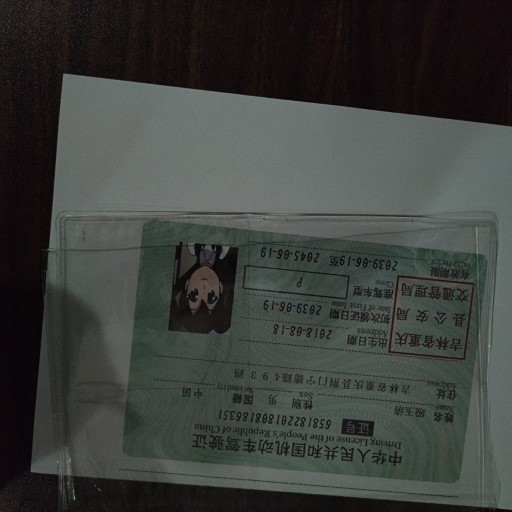 中华人民共和国机动车驾驶证
Driving License of the People's Republic of China
证号 658182201808186351
姓名 殴玉清 性别 男 国籍 中国
Name Sex Nationality
住址 吉林省重庆县荆门宁德路493路
Address
吉林省重庆
县公安局
交通管理局
出生日期 2018-08-18
Address
初次领证日期 2039-06-19
Date of First-Issue
准驾车型 P
Class
有效期限 2039-06-19至 2045-06-19
Valid Period